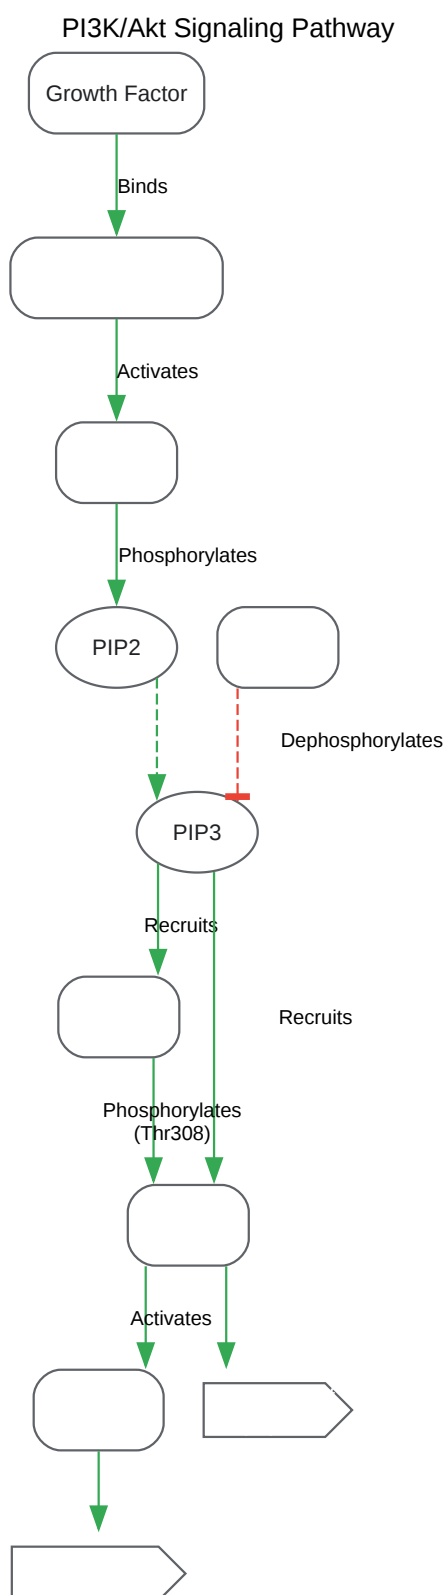 PI3K/Akt Signaling Pathway
Growth Factor
Binds
Activates
Phosphorylates
PIP2
Dephosphorylates
PIP3
Recruits
Recruits
Phosphorylates
(Thr308)
Activates